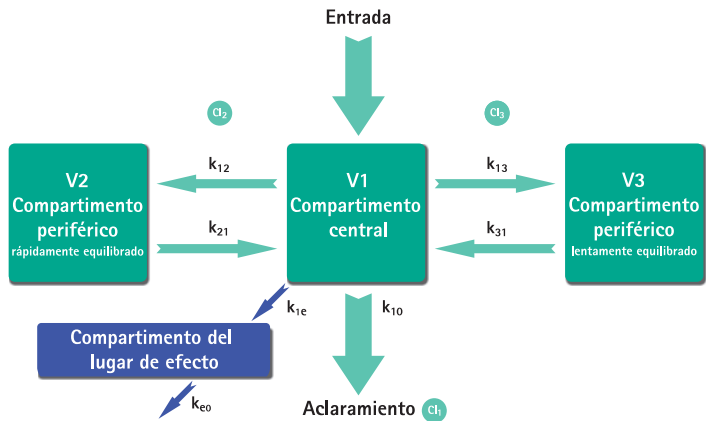 Entrada
Cl₂
Cl₃
V2
Compartimento
periférico
rápidamente equilibrado
k₁₂
k₂₁
V1
Compartimento
central
k₁₃
k₃₁
V3
Compartimento
periférico
lentamente equilibrado
k₁ₑ
k₁₀
Compartimento del
lugar de efecto
kₑ₀
Aclaramiento Cl₁